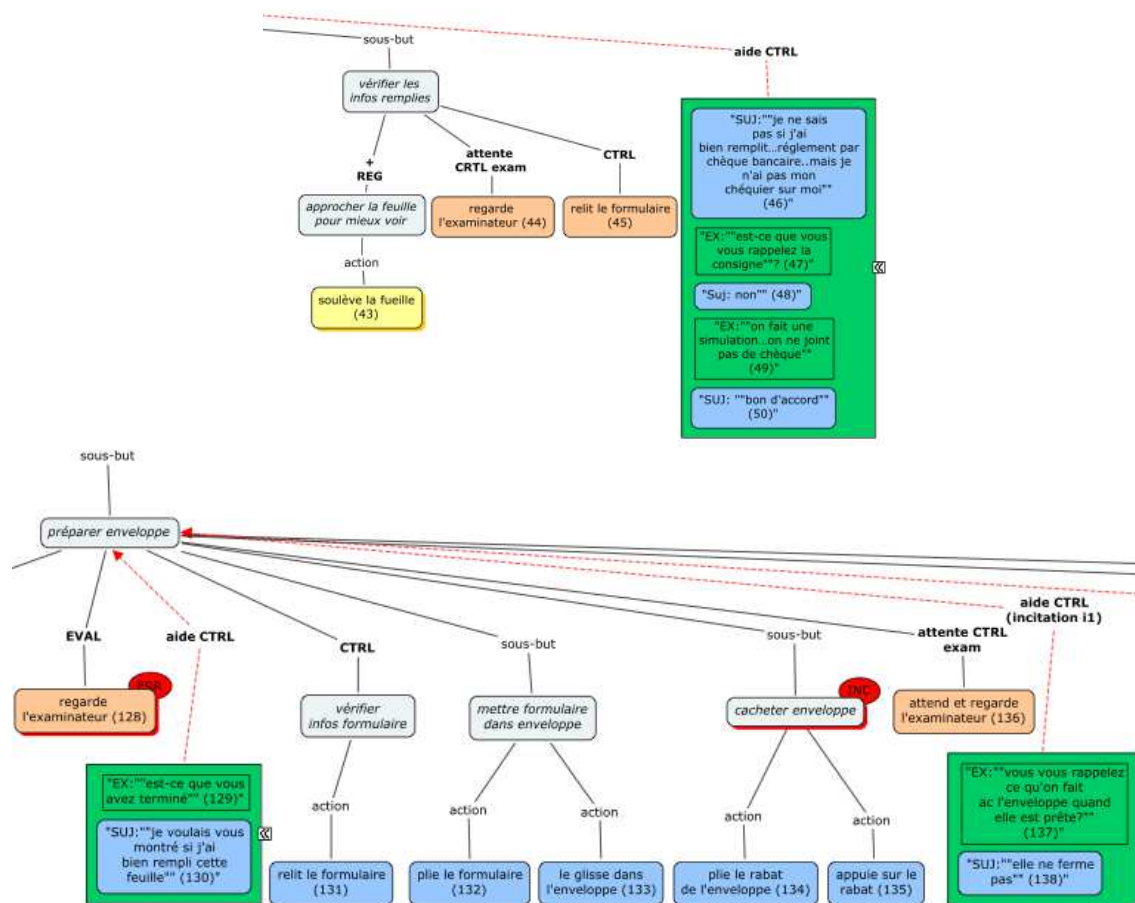 sous-but
aide CTRL
vérifier les
infos remplies
+
REG
attente
CRTL exam
CTRL
approcher la feuille
pour mieux voir
regarde
l'examinateur (44)
relit le formulaire
(45)
action
soulève la fueille
(43)
"SUJ:""je ne sais
pas si j'ai
bien remplit...réglement par
chèque bancaire..mais je
n'ai pas mon
chéquier sur moi""
(46)"
"EX:""est-ce que vous
vous rappelez la
consigne""? (47)"
"Suj: non"" (48)"
"EX:""on fait une
simulation...on ne joint
pas de chèque""
(49)"
"SUJ: ""bon d'accord""
(50)"
sous-but
préparer enveloppe
EVAL
aide CTRL
CTRL
sous-but
sous-but
attente CTRL
exam
aide CTRL
(incitation i1)
ERR
regarde
l'examinateur (128)
vérifier
infos formulaire
mettre formulaire
dans enveloppe
INC
cacheter enveloppe
attend et regarde
l'examinateur (136)
"EX:""est-ce que vous
avez terminé"" (129)"
"SUJ:""je voulais vous
montré si j'ai
bien rempli cette
feuille"" (130)"
action
action
action
action
action
relit le formulaire
(131)
plie le formulaire
(132)
le glisse dans
l'enveloppe (133)
plie le rabat
de l'enveloppe (134)
appuie sur le
rabat (135)
"EX:""vous vous rappelez
ce qu'on fait
ac l'enveloppe quand
elle est prête?""
(137)"
"SUJ:""elle ne ferme
pas"" (138)"